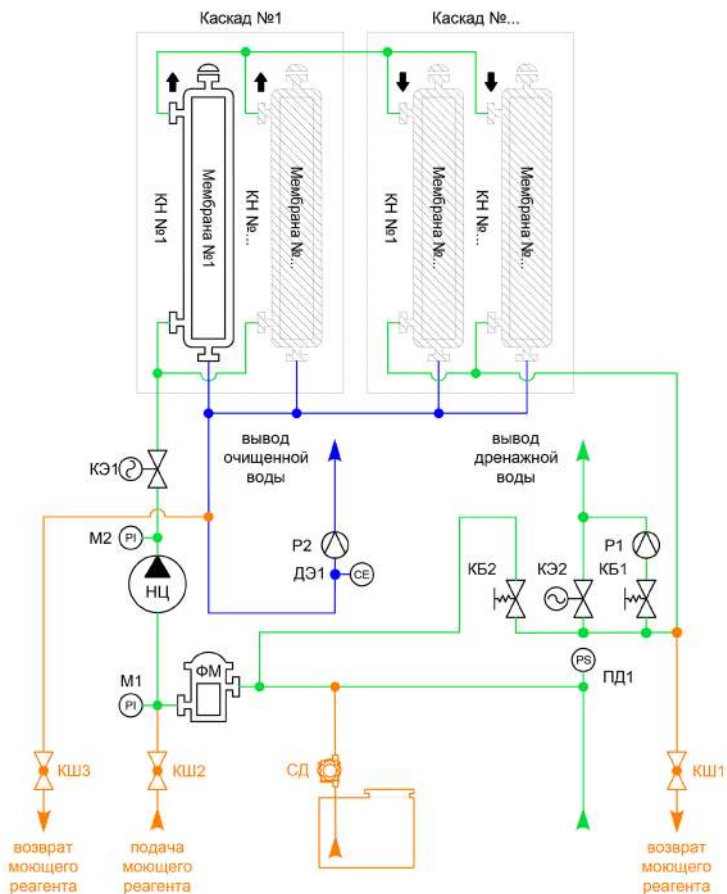 Каскад №1
Каскад №...
КН №1
Мембрана №1
КН №...
Мембрана №...
КН №1
Мембрана №...
КН №...
Мембрана №...
вывод
очищенной
воды
вывод
дренажной
воды
КЭ1
М2
PI
НЦ
Р2
ДЭ1
CE
КБ2
КЭ2
КБ1
Р1
PS
ПД1
М1
PI
ФМ
КШ3
КШ2
СД
КШ1
возврат
моющего
реагента
подача
моющего
реагента
возврат
моющего
реагента